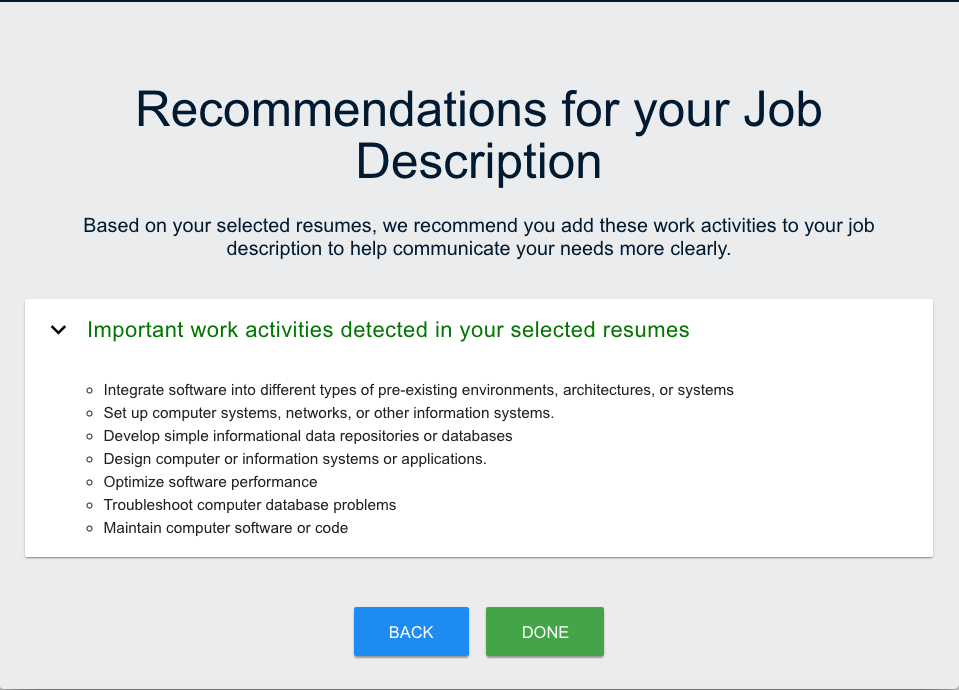 Recommendations for your Job
Description
Based on your selected resumes, we recommend you add these work activities to your job
description to help communicate your needs more clearly.
Important work activities detected in your selected resumes
Integrate software into different types of pre-existing environments, architectures, or systems
Set up computer systems, networks, or other information systems.
Develop simple informational data repositories or databases
Design computer or information systems or applications.
Optimize software performance
Troubleshoot computer database problems
Maintain computer software or code
BACK DONE